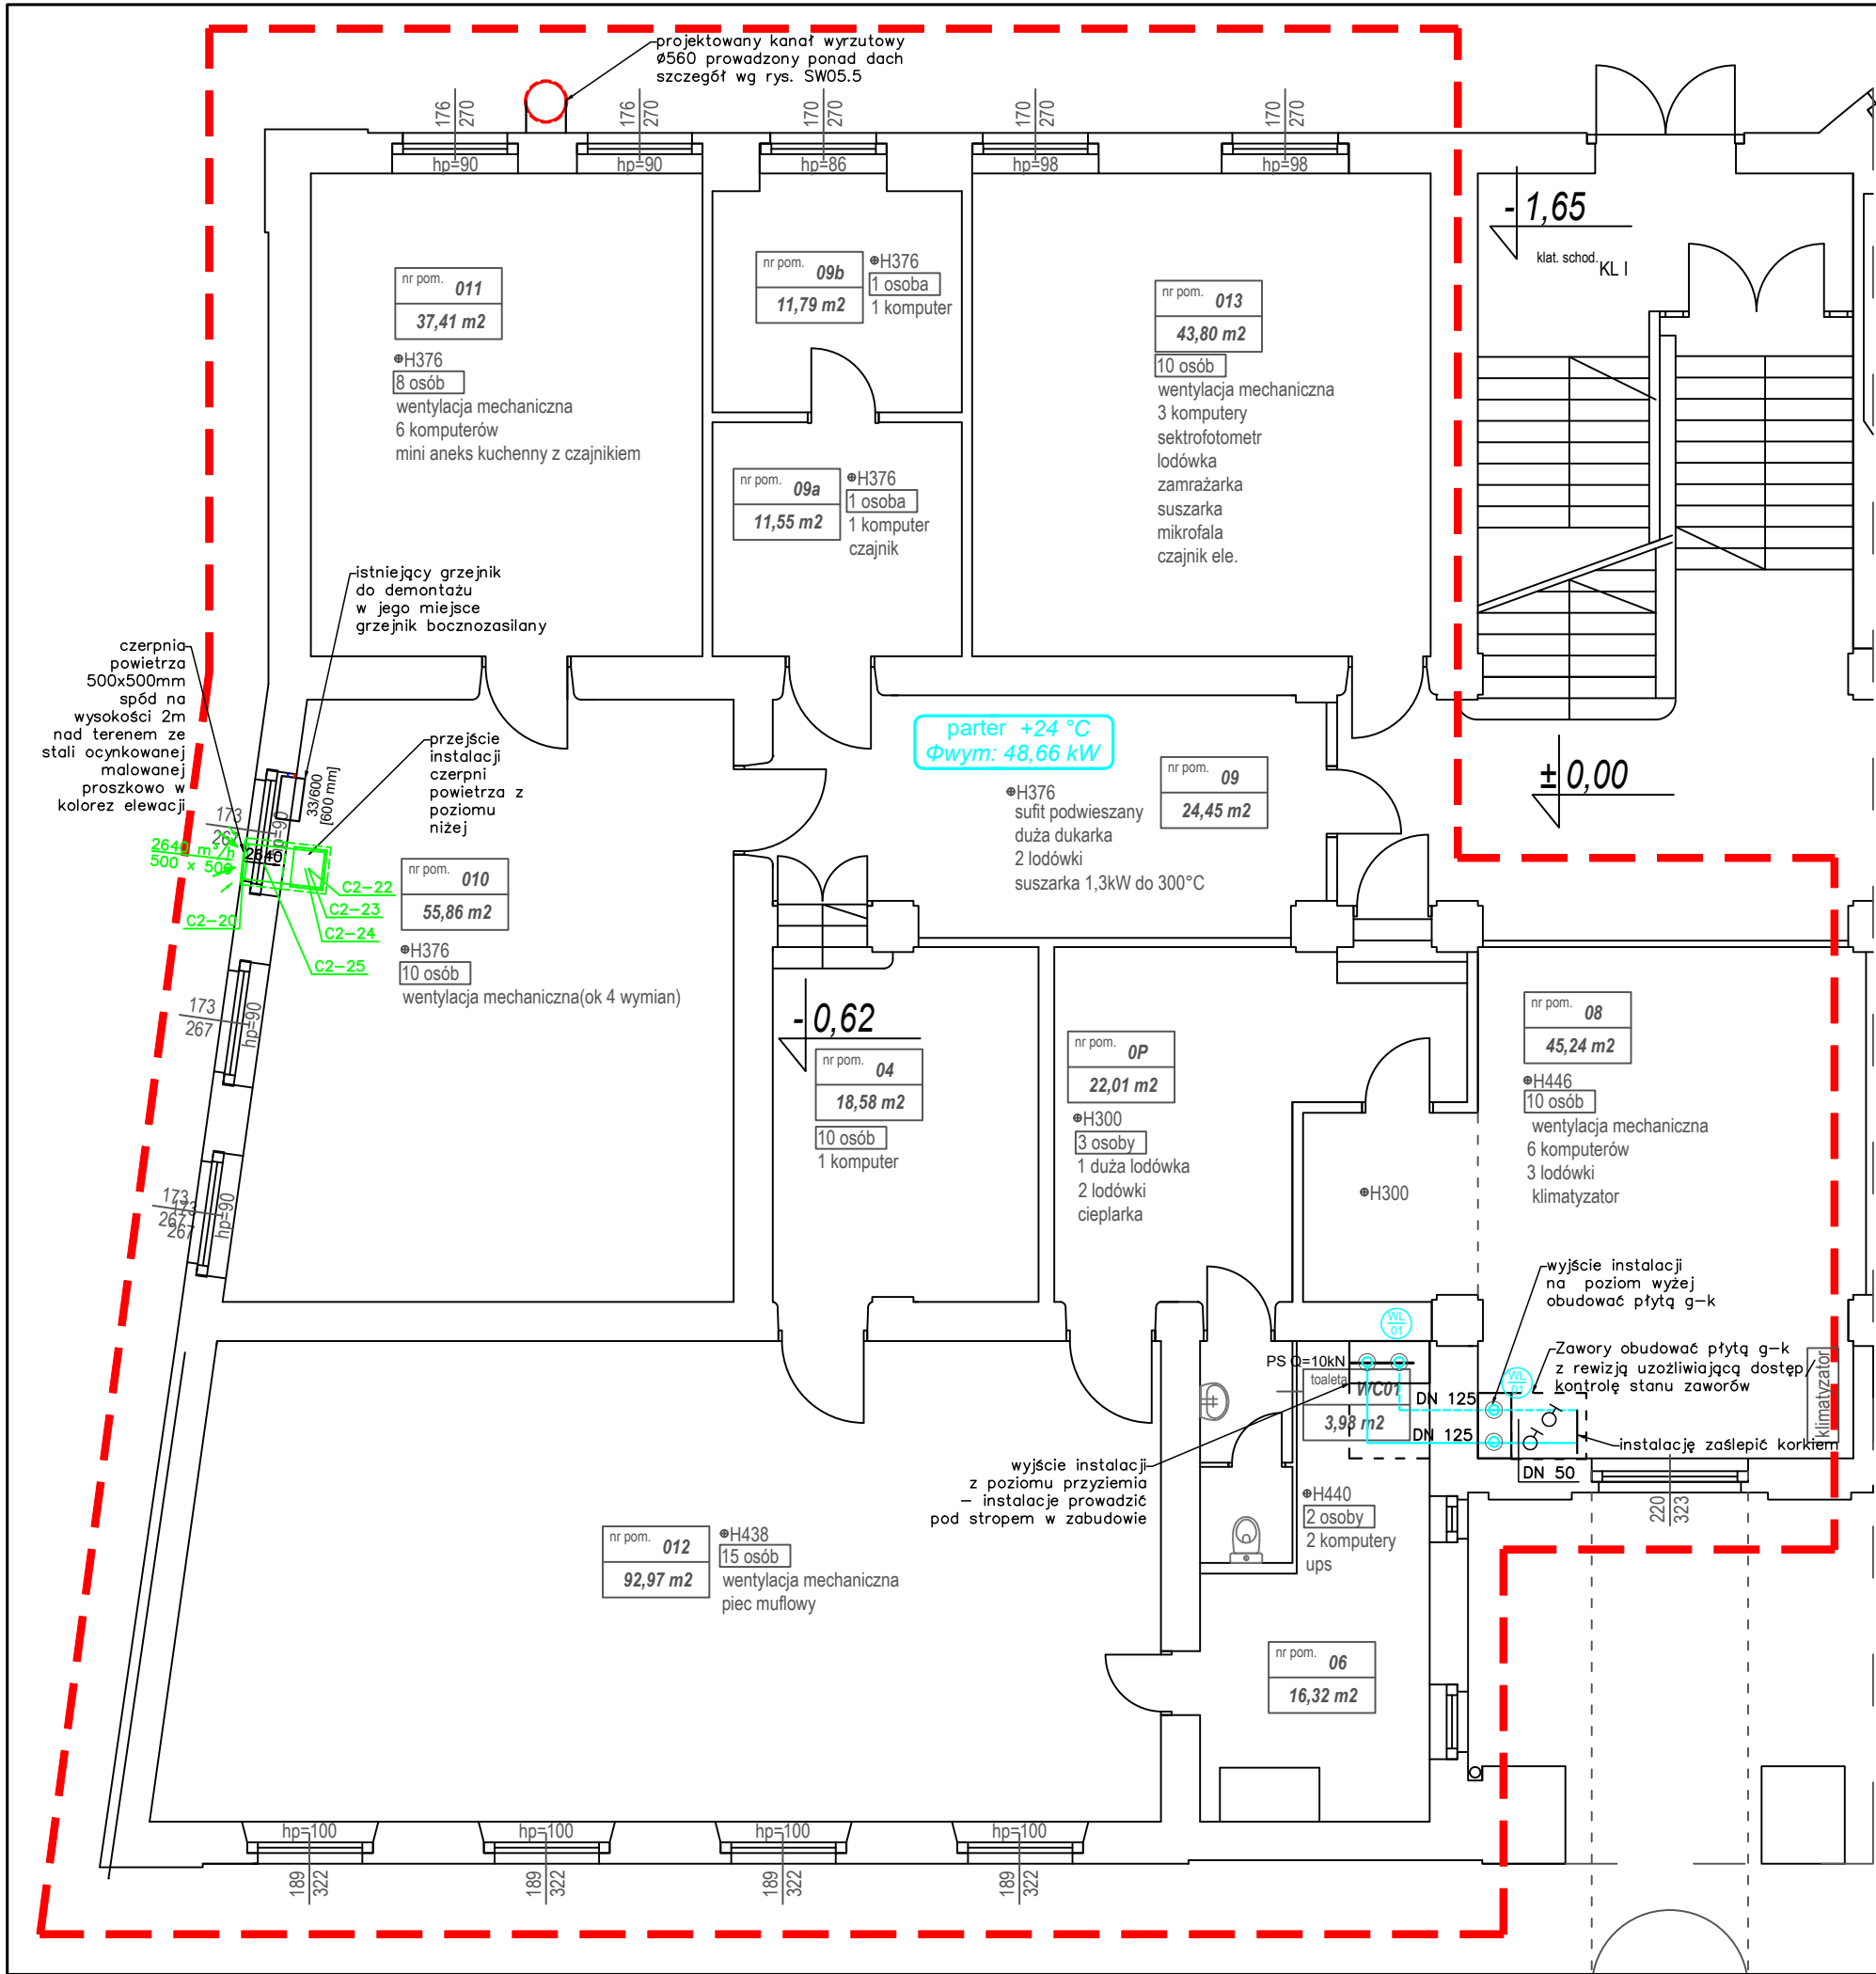 projektowany kanał wyrzutowy
Ø560 prowadzony ponad dach
szczegół wg rys. SW05.5
176
270
hp=90
176
270
hp=90
170
270
hp=86
170
270
hp=98
170
270
hp=98
- 1,65
klat. schod. KL I
nr pom. 011
37,41 m2
⊕H376
8 osób
wentylacja mechaniczna
6 komputerów
mini aneks kuchenny z czajnikiem
nr pom. 09b
11,79 m2
⊕H376
1 osoba
1 komputer
nr pom. 013
43,80 m2
10 osób
wentylacja mechaniczna
3 komputery
sektrofotometr
lodówka
zamrażarka
suszarka
mikrofala
czajnik ele.
nr pom. 09a
11,55 m2
⊕H376
1 osoba
1 komputer
czajnik
istniejący grzejnik
do demontażu
w jego miejsce
grzejnik bocznozasilany
czerpnia
powietrza
500x500mm
spód na
wysokości 2m
nad terenem ze
stali ocynkowanej
malowanej
proszkowo w
kolorez elewacji
przejście
instalacji
czerpni
powietrza z
poziomu
niżej
33/600
[600 mm]
parter +24 °C
Φwym: 48,66 kW
± 0,00
nr pom. 09
24,45 m2
⊕H376
sufit podwieszany
duża dukarka
2 lodówki
suszarka 1,3kW do 300°C
173
267
hp=90
2640 m³/h
500 x 500
2640
C2-20
C2-22
C2-23
C2-24
C2-25
nr pom. 010
55,86 m2
⊕H376
10 osób
wentylacja mechaniczna(ok 4 wymian)
173
267
hp=90
173
173
267
267
hp=90
- 0,62
nr pom. 04
18,58 m2
10 osób
1 komputer
nr pom. 0P
22,01 m2
⊕H300
3 osoby
1 duża lodówka
2 lodówki
cieplarka
⊕H300
nr pom. 08
45,24 m2
⊕H446
10 osób
wentylacja mechaniczna
6 komputerów
3 lodówki
klimatyzator
wyjście instalacji
na poziom wyżej
obudować płytą g-k
Zawory obudować płytą g-k
z rewizją uzożliwiającą dostęp/
kontrolę stanu zaworów
klimatyzator
WL
01
WL
01
PS Q=10kN
toaleta
WC01
3,98 m2
DN 125
DN 125
DN 50
instalację zaślepić korkiem
wyjście instalacji
z poziomu przyziemia
- instalacje prowadzić
pod stropem w zabudowie
220
323
⊕H440
2 osoby
2 komputery
ups
nr pom. 012
92,97 m2
⊕H438
15 osób
wentylacja mechaniczna
piec muflowy
nr pom. 06
16,32 m2
hp=100
189
322
hp=100
189
322
hp=100
189
322
hp=100
189
322